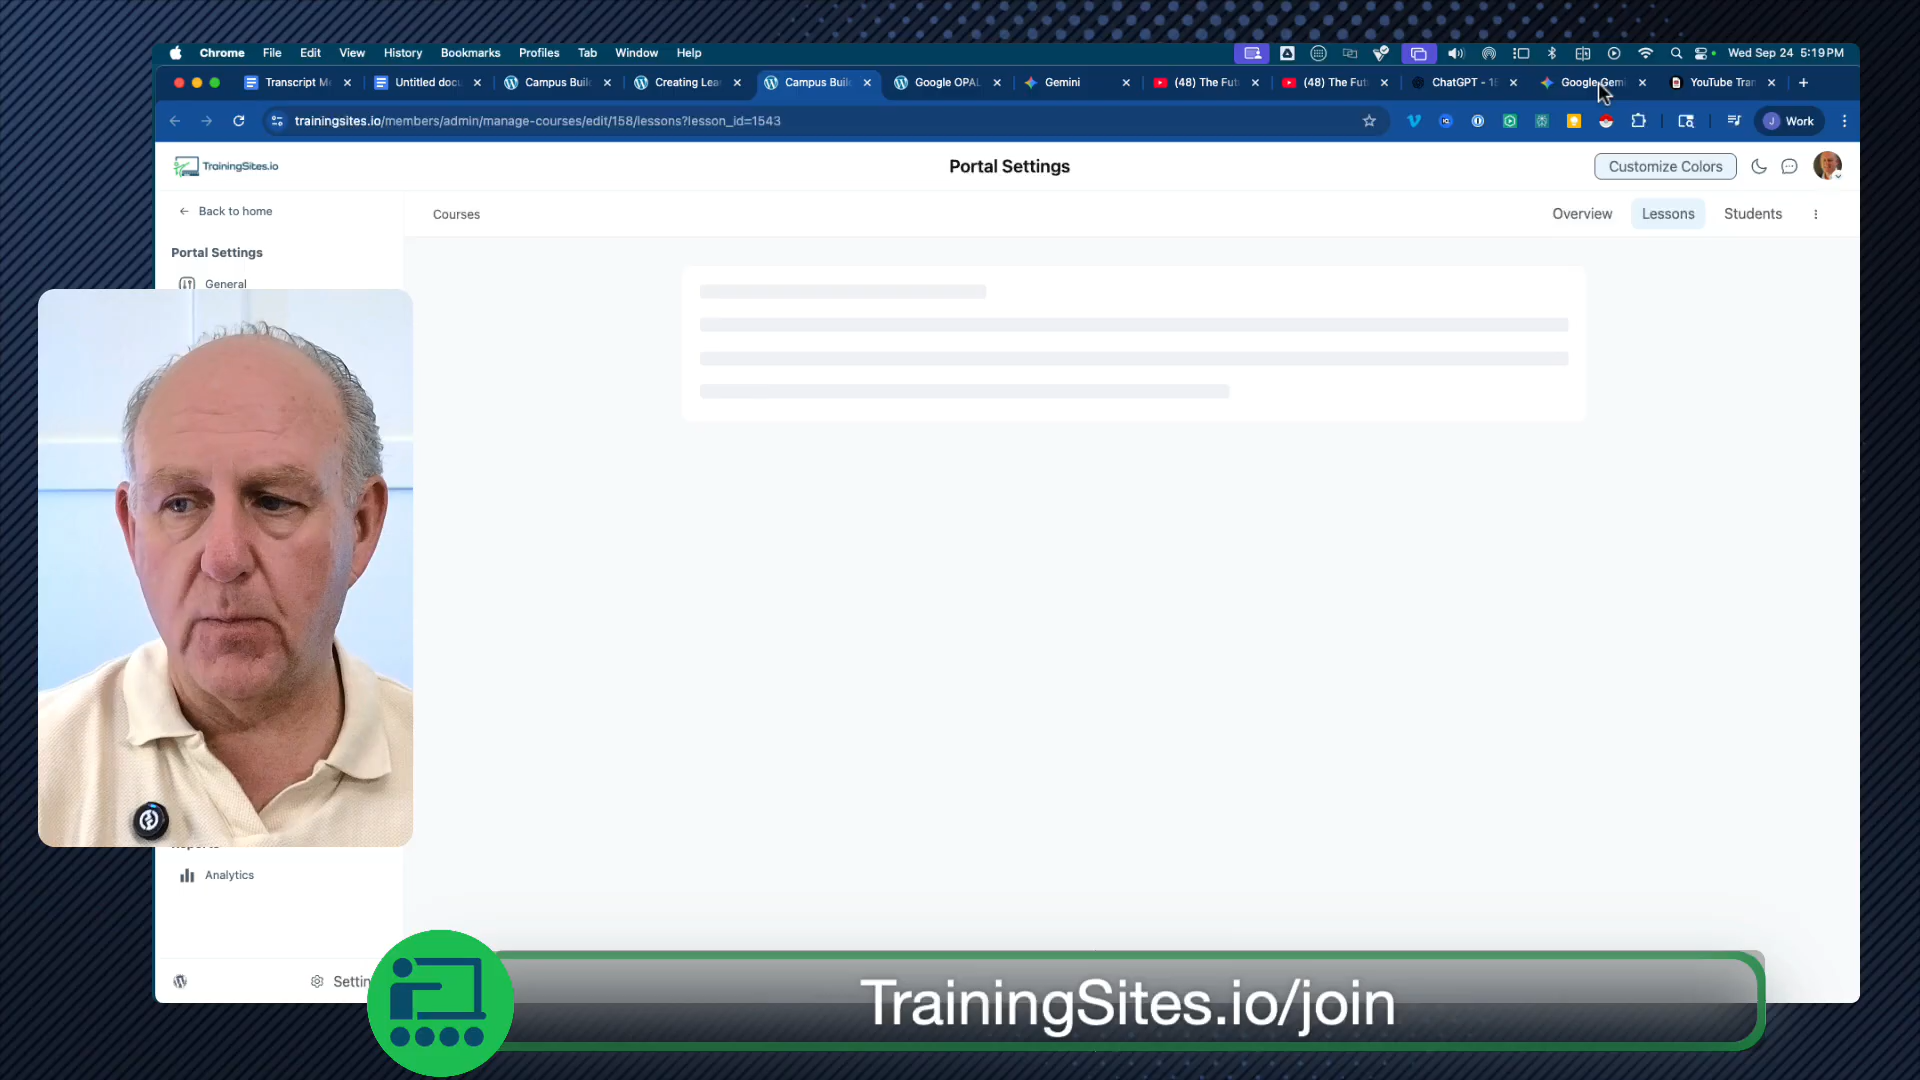 Chrome File Edit View History Bookmarks Profiles Tab Window Help Wed Sep 24 5:19 PM
Transcript Me Untitled docu Campus Buil Creating Lear Campus Buil Google OPAL Gemini (48) The Fut (48) The Fut ChatGPT - 1 Google Gemi YouTube Tran
trainingsites.io/members/admin/manage-courses/edit/158/lessons?lesson_id=1543 J Work
TrainingSites.io Portal Settings Customize Colors
Back to home Courses Overview Lessons Students
Portal Settings
General
Analytics
Settin
TrainingSites.io/join